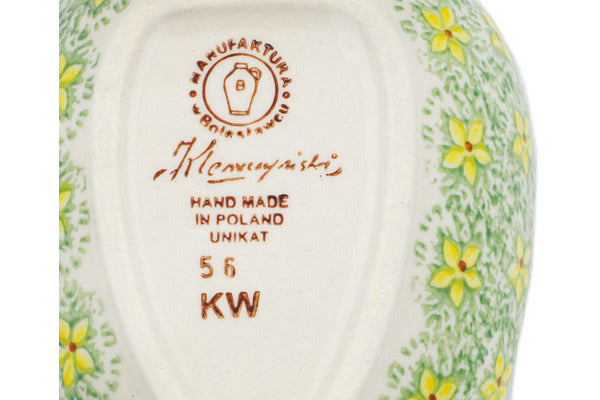 MANUFAKTURA
w Bolesławcu
B
HAND MADE
IN POLAND
UNIKAT
56
KW